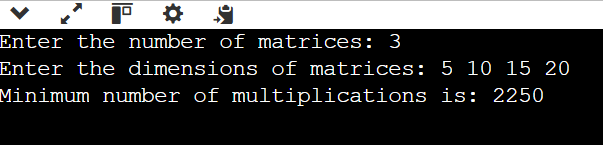 Enter the number of matrices: 3
Enter the dimensions of matrices: 5 10 15 20
Minimum number of multiplications is: 2250